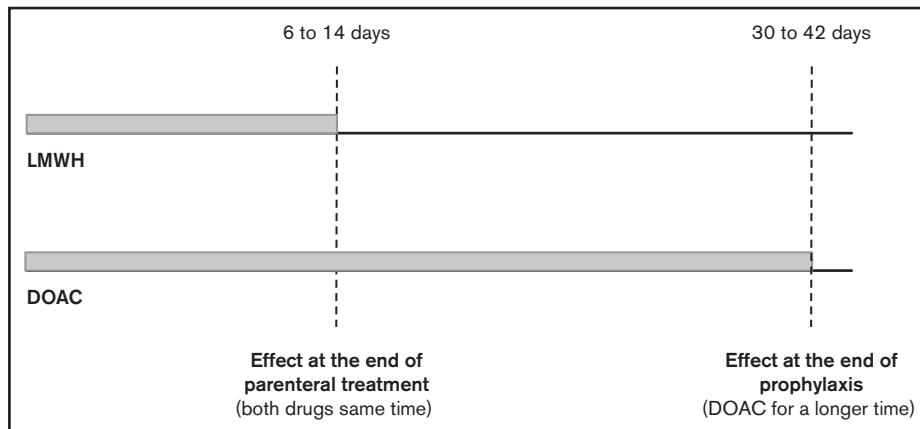 6 to 14 days
30 to 42 days
LMWH
DOAC
Effect at the end of
parenteral treatment
(both drugs same time)
Effect at the end of
prophylaxis
(DOAC for a longer time)